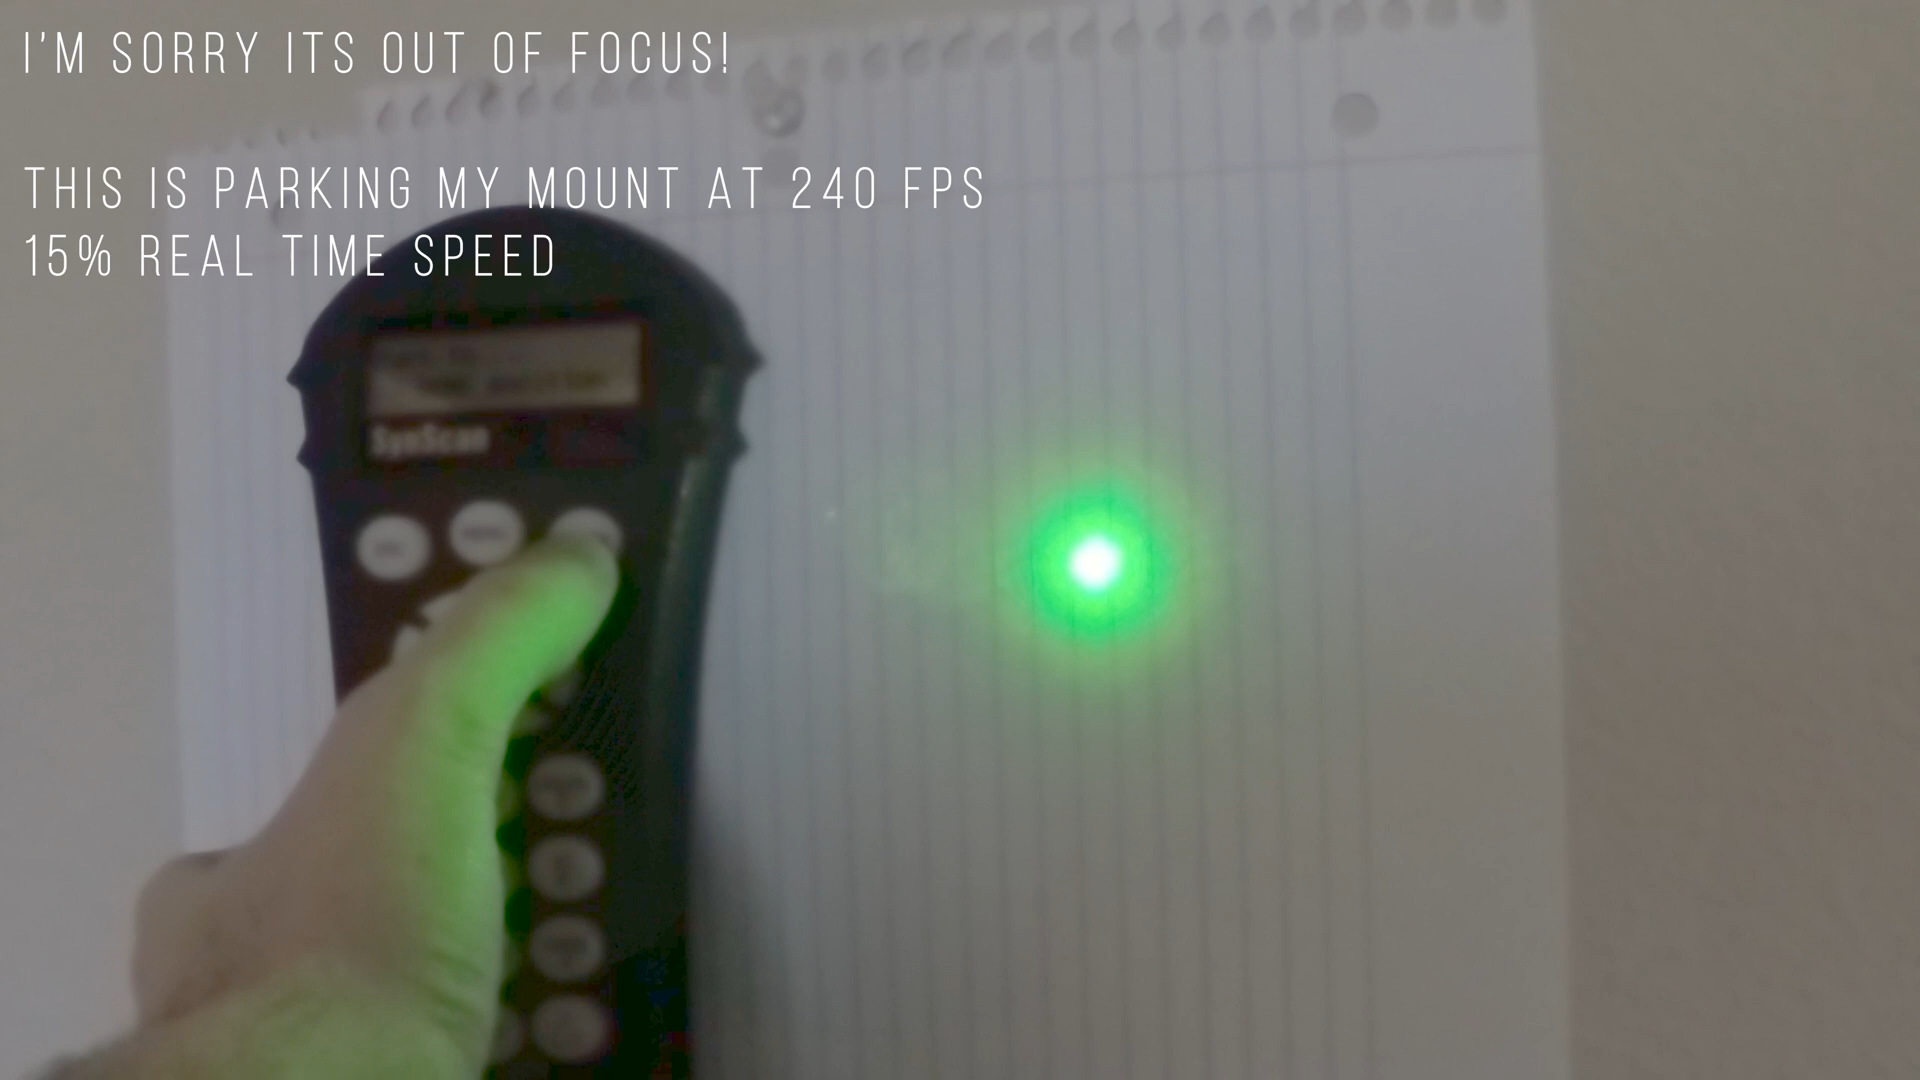 I'M SORRY ITS OUT OF FOCUS!
THIS IS PARKING MY MOUNT AT 240 FPS
15% REAL TIME SPEED
SynScan